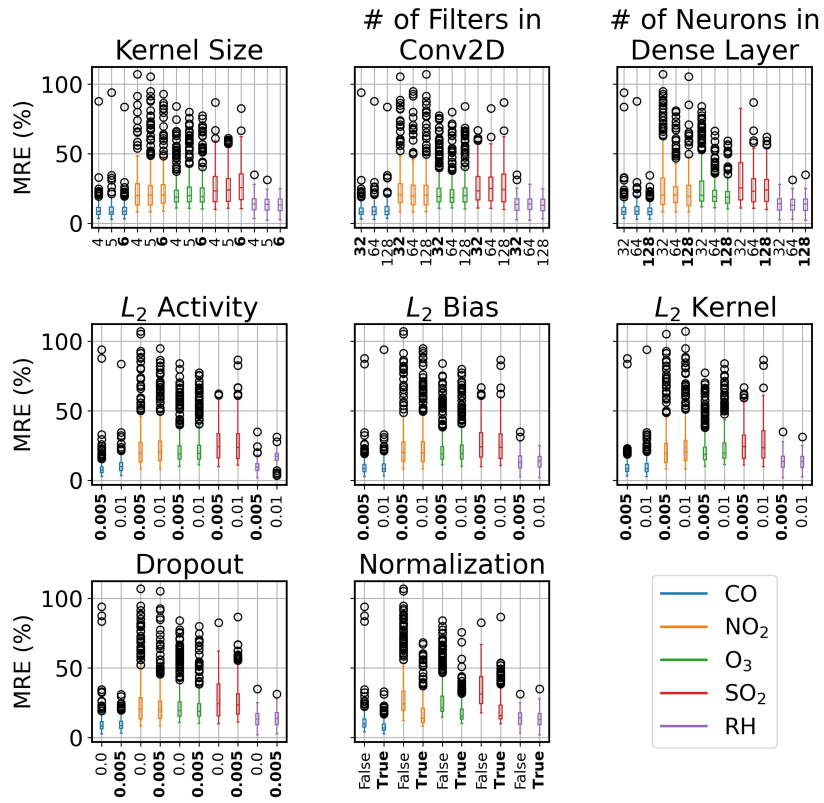 Kernel Size
# of Filters in
Conv2D
# of Neurons in
Dense Layer
MRE (%)
100
50
0
4 5 6 4 5 6 4 5 6 4 5 6 4 5 6
32 64 128 32 64 128 32 64 128 32 64 128 32 64 128
32 64 128 32 64 128 32 64 128 32 64 128 32 64 128
L₂ Activity
L₂ Bias
L₂ Kernel
MRE (%)
100
50
0
0.005 0.01 0.005 0.01 0.005 0.01 0.005 0.01 0.005 0.01
0.005 0.01 0.005 0.01 0.005 0.01 0.005 0.01 0.005 0.01
0.005 0.01 0.005 0.01 0.005 0.01 0.005 0.01 0.005 0.01
Dropout
Normalization
MRE (%)
100
50
0
0.0 0.005 0.0 0.005 0.0 0.005 0.0 0.005 0.0 0.005
False True False True False True False True False True
CO
NO₂
O₃
SO₂
RH